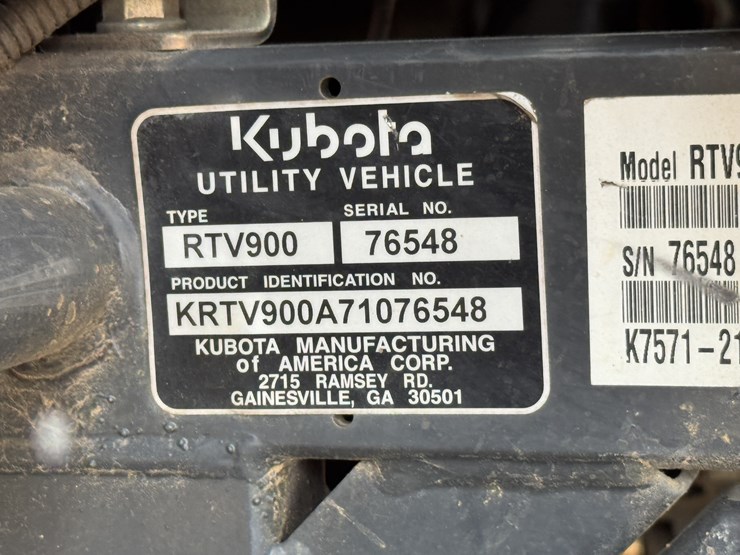 Kubota
UTILITY VEHICLE
TYPE SERIAL NO.
RTV900 76548
PRODUCT IDENTIFICATION NO.
KRTV900A71076548
KUBOTA MANUFACTURING
of AMERICA CORP.
2715 RAMSEY RD.
GAINESVILLE, GA 30501
Model RTV9
S/N 76548
K7571-21